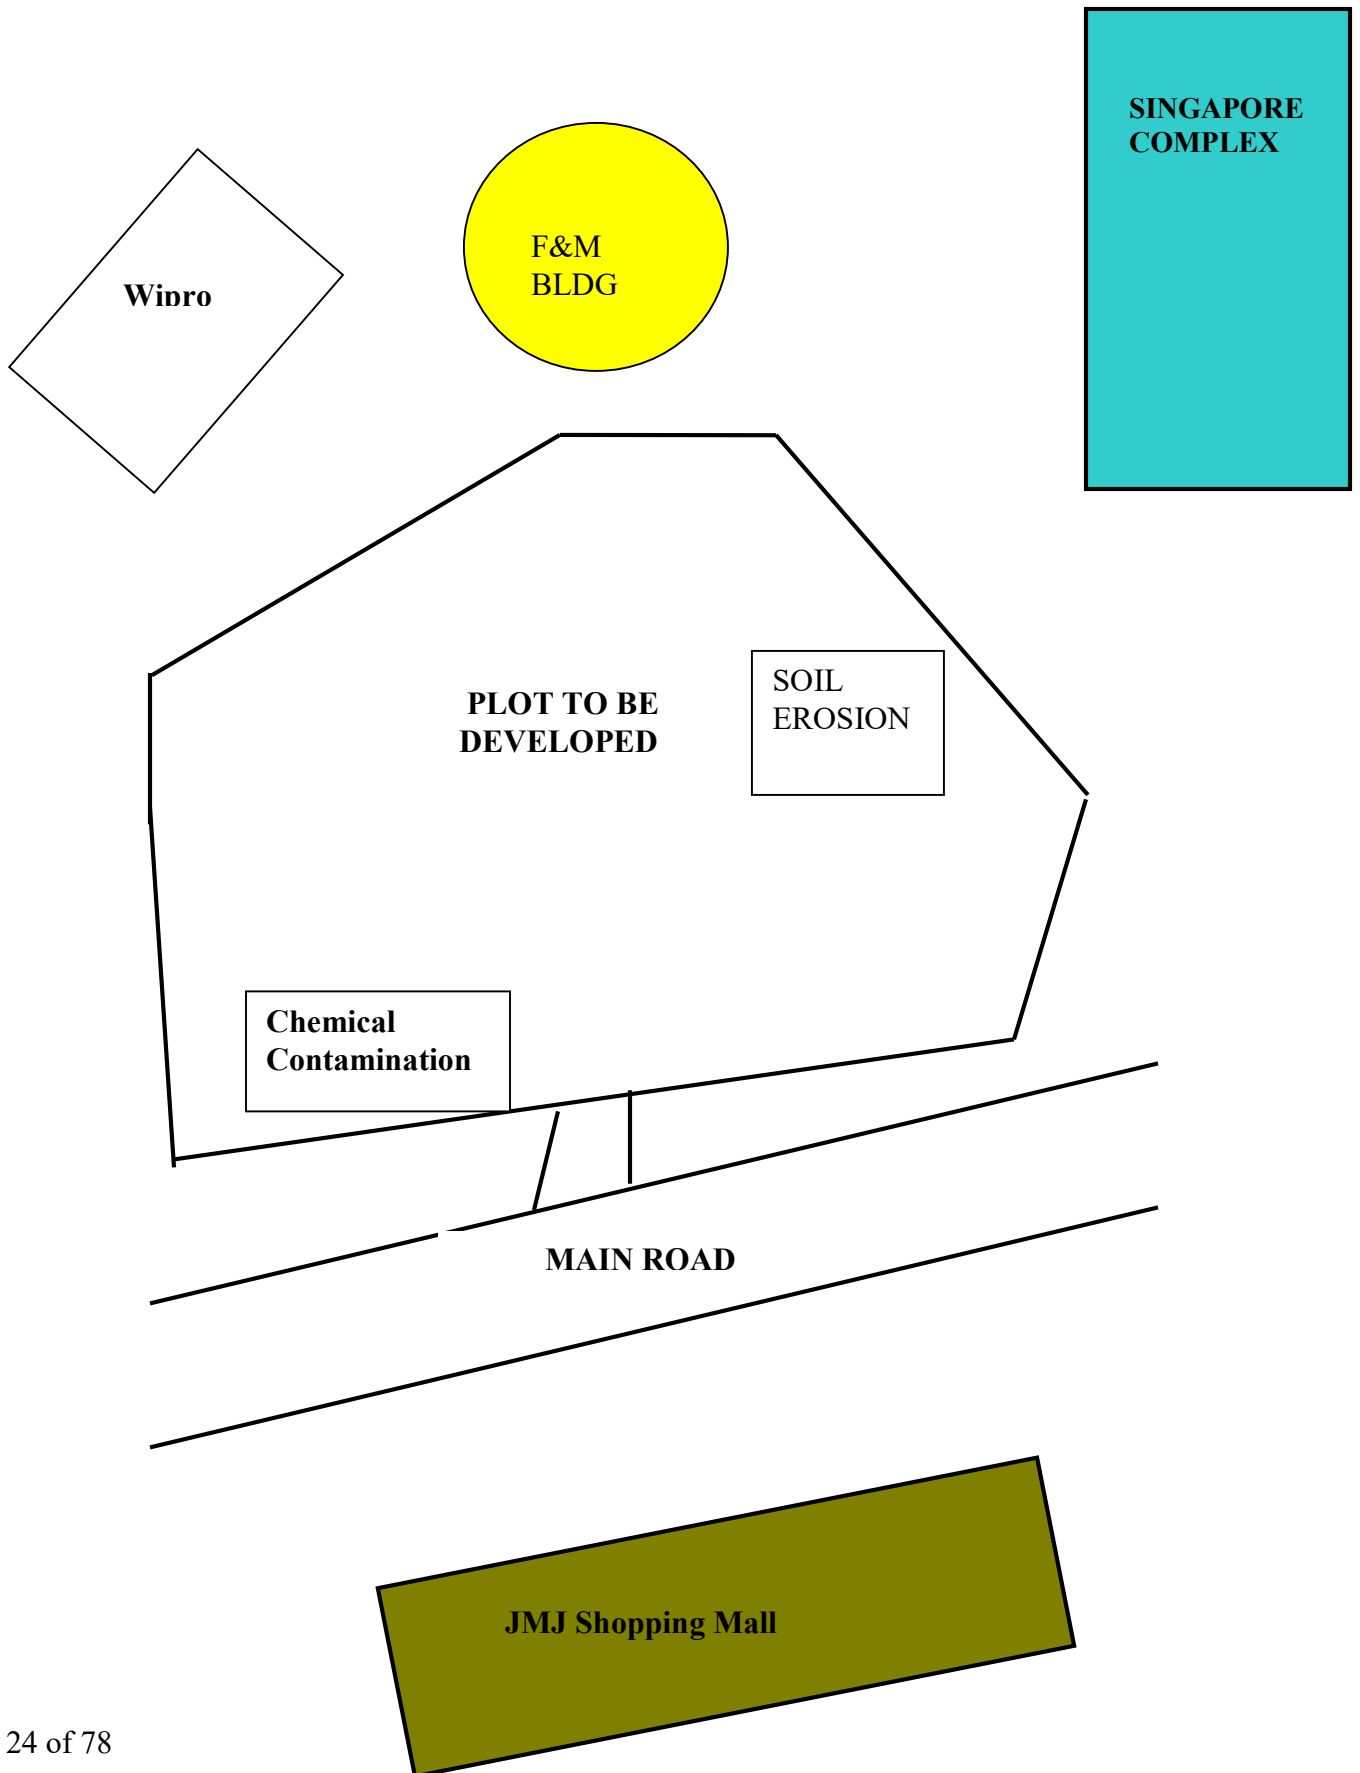 SINGAPORE
COMPLEX
F&M
BLDG
Wipro
PLOT TO BE
DEVELOPED
SOIL
EROSION
Chemical
Contamination
MAIN ROAD
JMJ Shopping Mall
24 of 78